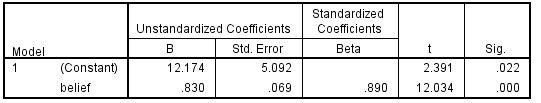 Unstandardized Coefficients Standardized Coefficients
Model B Std. Error Beta t Sig.
1 (Constant) 12.174 5.092 2.391 .022
belief .830 .069 .890 12.034 .000